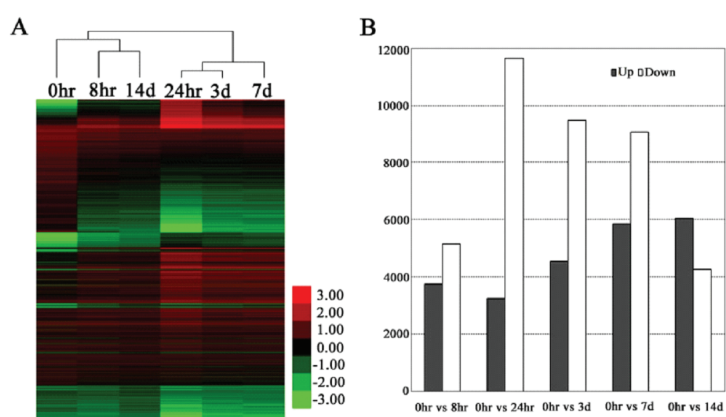 A
0hr 8hr 14d 24hr 3d 7d
3.00
2.00
1.00
0.00
-1.00
-2.00
-3.00
B
12000
10000
8000
6000
4000
2000
0
Up Down
0hr vs 8hr 0hr vs 24hr 0hr vs 3d 0hr vs 7d 0hr vs 14d